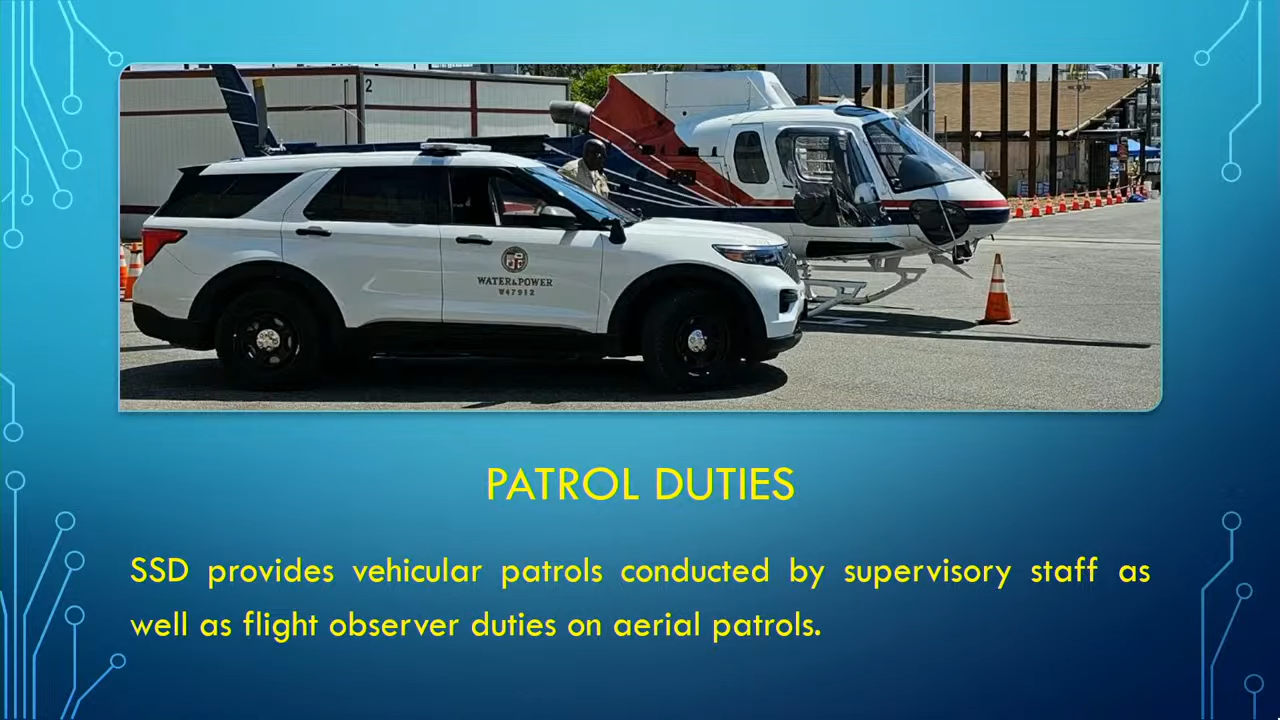 2
WATER & POWER
W47912
PATROL DUTIES
SSD provides vehicular patrols conducted by supervisory staff as
well as flight observer duties on aerial patrols.